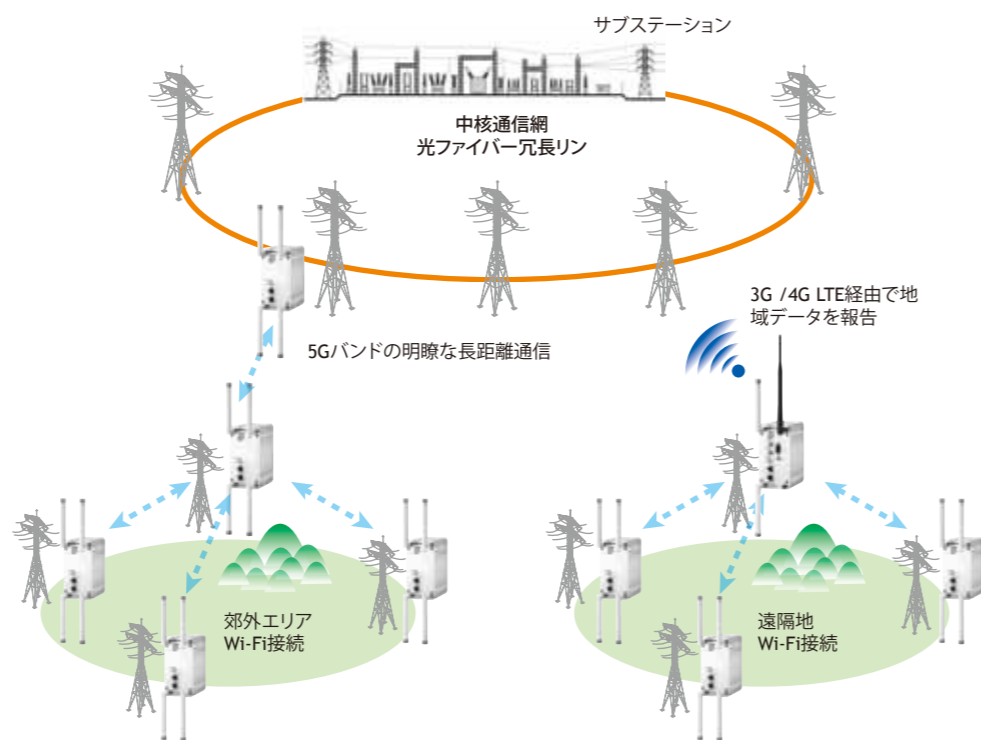 サブステーション
中核通信網
光ファイバー冗長リン
3G /4G LTE経由で地
域データを報告
5Gバンドの明瞭な長距離通信
郊外エリア
Wi-Fi接続
遠隔地
Wi-Fi接続